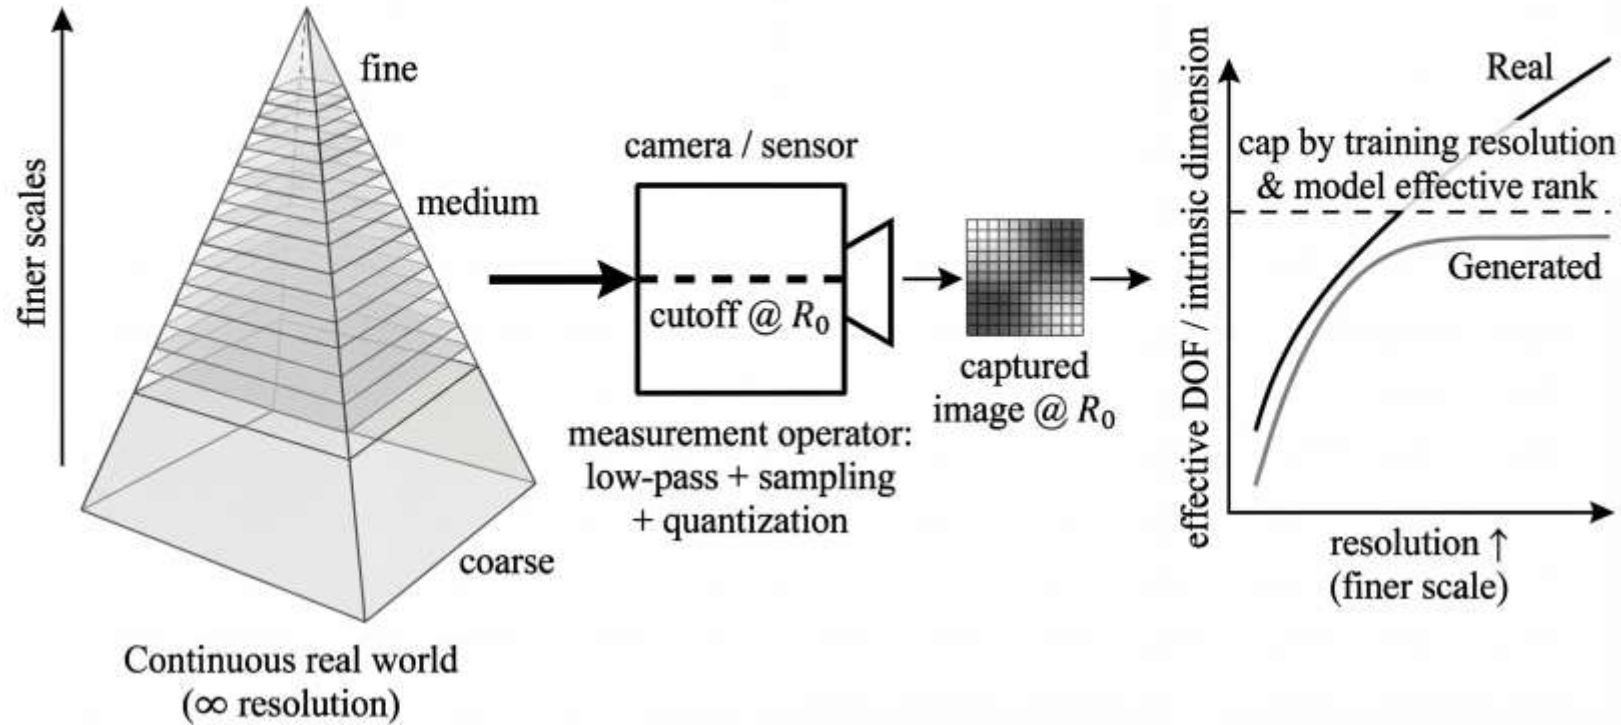 finer scales
fine
medium
coarse
Continuous real world
(∞ resolution)
camera / sensor
cutoff @ R₀
measurement operator:
low-pass + sampling
+ quantization
captured
image @ R₀
effective DOF / intrinsic dimension
Real
cap by training resolution
& model effective rank
Generated
resolution ↑
(finer scale)